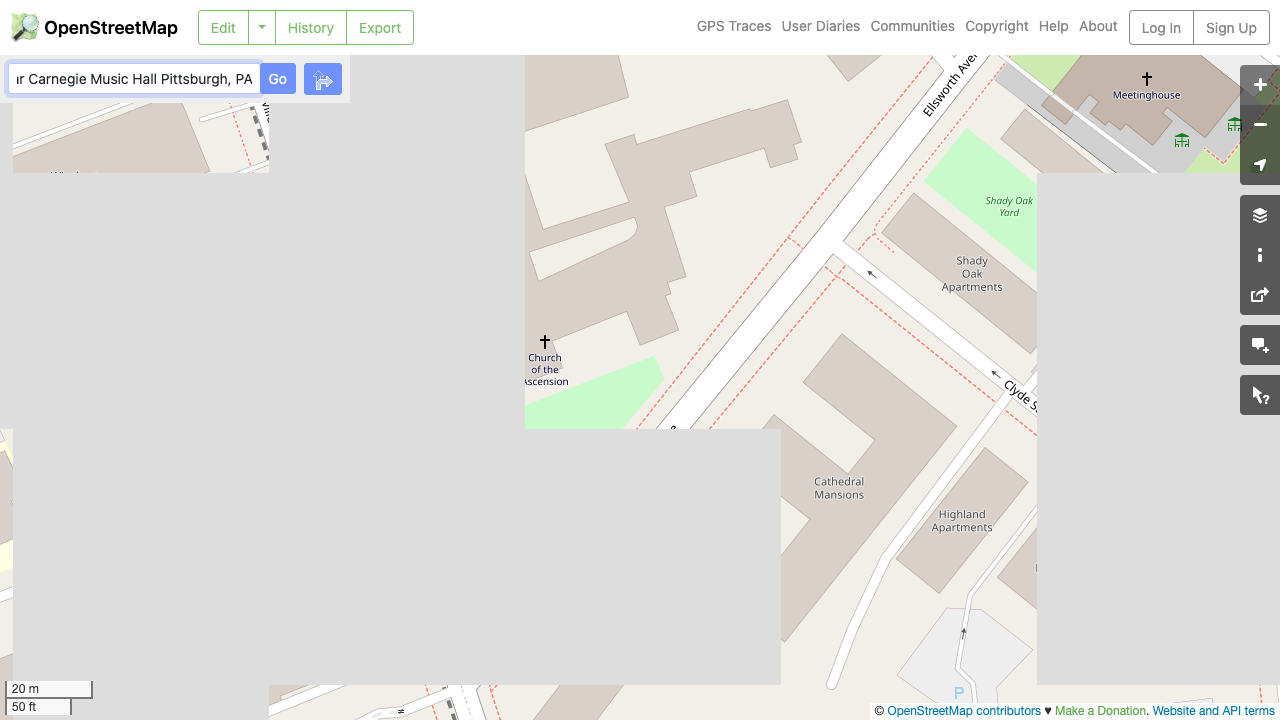 OpenStreetMap
Edit
History
Export
GPS Traces
User Diaries
Communities
Copyright
Help
About
Log In
Sign Up
Carnegie Music Hall Pittsburgh, PA
Go
Ellsworth Ave
Meetinghouse
Shady Oak
Yard
Shady
Oak
Apartments
Church
of the
Ascension
Clyde S
Cathedral
Mansions
Highland
Apartments
P
20 m
50 ft
© OpenStreetMap contributors ♥ Make a Donation. Website and API terms